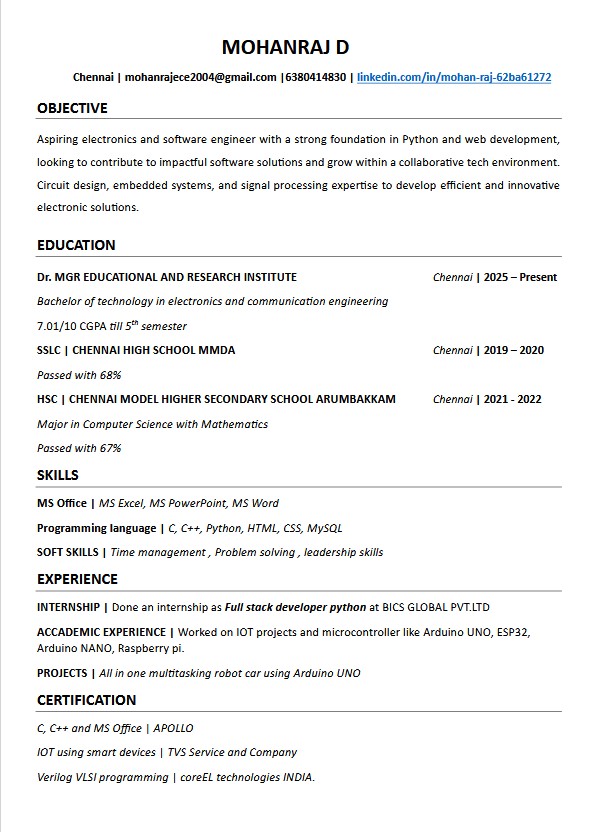 MOHANRAJ D
Chennai | mohanrajece2004@gmail.com |6380414830 | linkedin.com/in/mohan-raj-62ba61272
OBJECTIVE
Aspiring electronics and software engineer with a strong foundation in Python and web development,
looking to contribute to impactful software solutions and grow within a collaborative tech environment.
Circuit design, embedded systems, and signal processing expertise to develop efficient and innovative
electronic solutions.
EDUCATION
Dr. MGR EDUCATIONAL AND RESEARCH INSTITUTE Chennai | 2025 – Present
Bachelor of technology in electronics and communication engineering
7.01/10 CGPA till 5th semester
SSLC | CHENNAI HIGH SCHOOL MMDA Chennai | 2019 – 2020
Passed with 68%
HSC | CHENNAI MODEL HIGHER SECONDARY SCHOOL ARUMBAKKAM Chennai | 2021 - 2022
Major in Computer Science with Mathematics
Passed with 67%
SKILLS
MS Office | MS Excel, MS PowerPoint, MS Word
Programming language | C, C++, Python, HTML, CSS, MySQL
SOFT SKILLS | Time management , Problem solving , leadership skills
EXPERIENCE
INTERNSHIP | Done an internship as Full stack developer python at BICS GLOBAL PVT.LTD
ACCADEMIC EXPERIENCE | Worked on IOT projects and microcontroller like Arduino UNO, ESP32,
Arduino NANO, Raspberry pi.
PROJECTS | All in one multitasking robot car using Arduino UNO
CERTIFICATION
C, C++ and MS Office | APOLLO
IOT using smart devices | TVS Service and Company
Verilog VLSI programming | coreEL technologies INDIA.